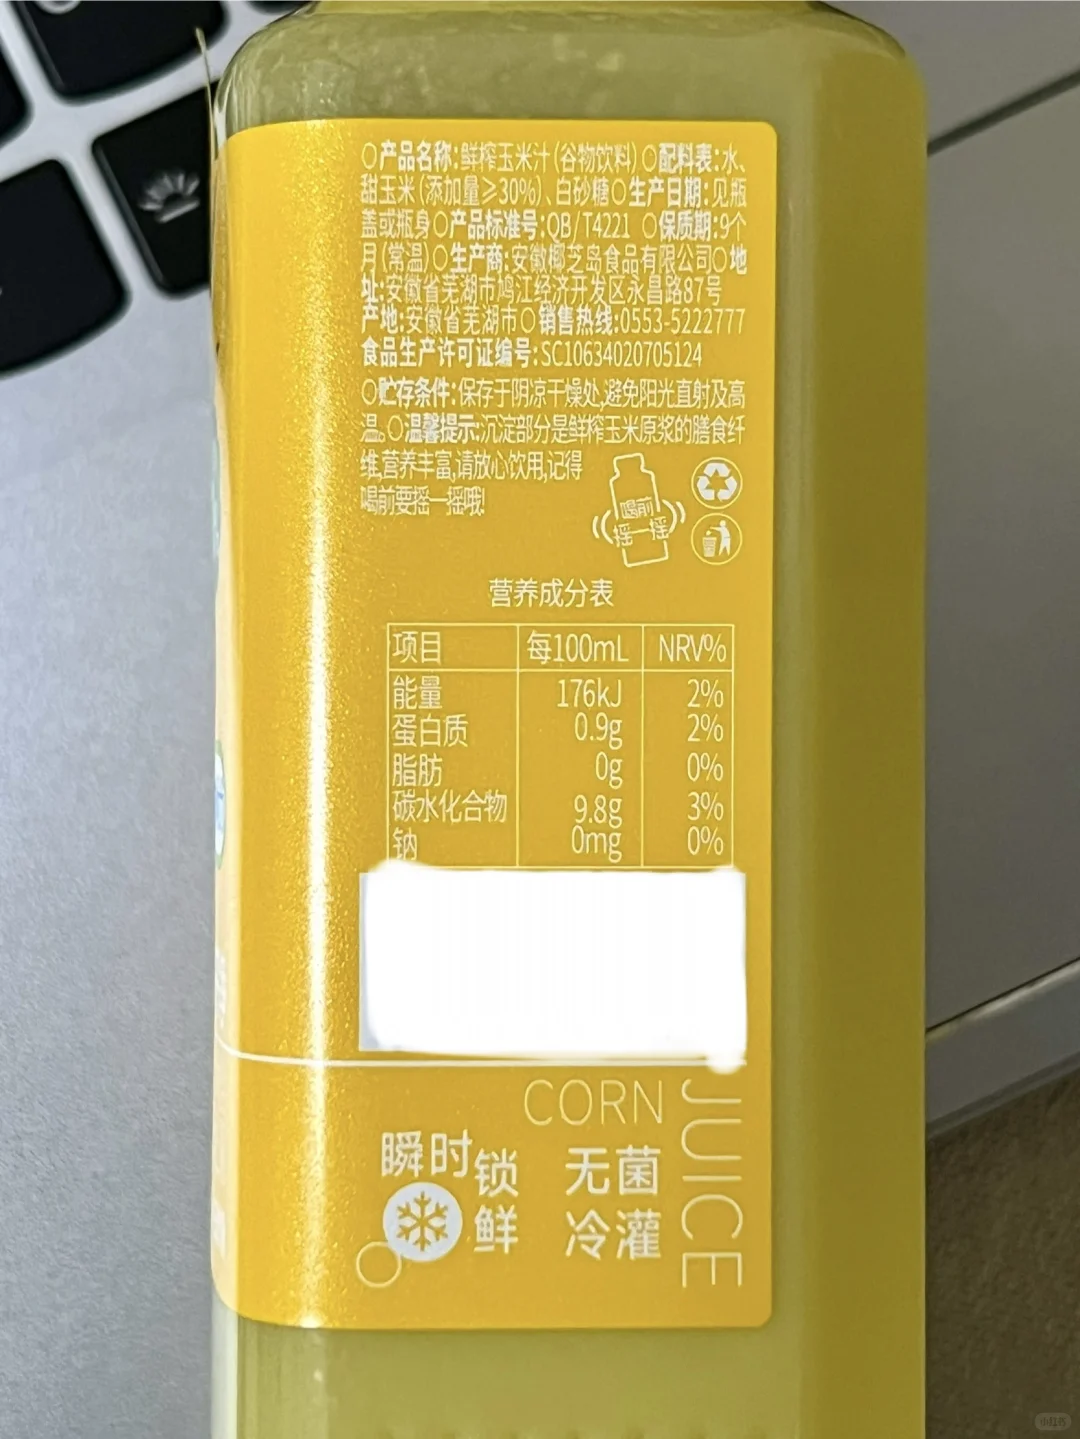 ○产品名称:鲜榨玉米汁(谷物饮料)○配料表:水、
甜玉米(添加量≥30%)、白砂糖○生产日期:见瓶
盖或瓶身○产品标准号:QB/T4221 ○保质期:9个
月(常温)○生产商:安徽椰芝岛食品有限公司○地
址:安徽省芜湖市鸠江经济开发区永昌路87号
产地:安徽省芜湖市○销售热线:0553-5222777
食品生产许可证编号:SC10634020705124
○贮存条件:保存于阴凉干燥处,避免阳光直射及高
温。○温馨提示:沉淀部分是鲜榨玉米原浆的膳食纤
维,营养丰富,请放心饮用,记得
喝前要摇一摇哦!
喝前
摇一摇
营养成分表
项目 每100mL NRV%
能量 176kJ 2%
蛋白质 0.9g 2%
脂肪 0g 0%
碳水化合物 9.8g 3%
钠 0mg 0%
CORN
JUICE
瞬时锁
鲜
无菌
冷灌
小红书